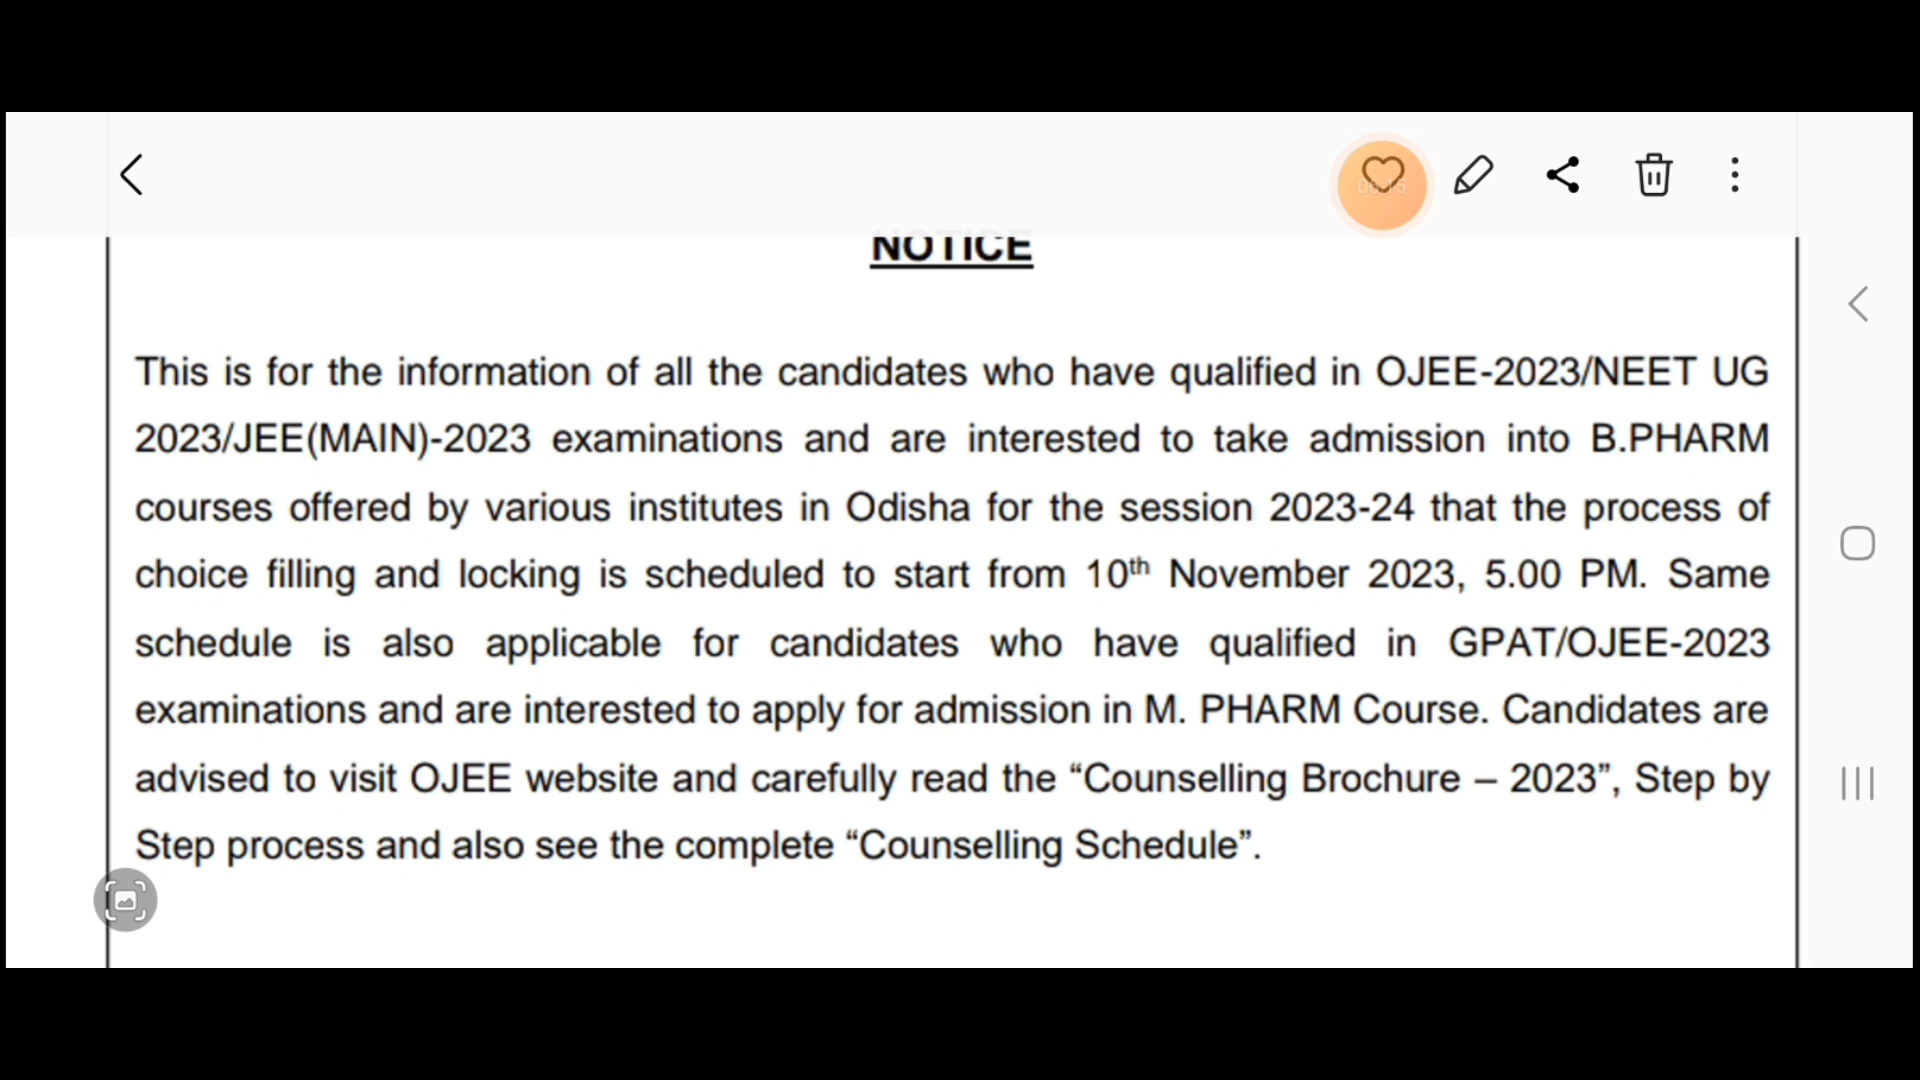 NOTICE
This is for the information of all the candidates who have qualified in OJEE-2023/NEET UG
2023/JEE(MAIN)-2023 examinations and are interested to take admission into B.PHARM
courses offered by various institutes in Odisha for the session 2023-24 that the process of
choice filling and locking is scheduled to start from 10th November 2023, 5.00 PM. Same
schedule is also applicable for candidates who have qualified in GPAT/OJEE-2023
examinations and are interested to apply for admission in M. PHARM Course. Candidates are
advised to visit OJEE website and carefully read the “Counselling Brochure – 2023”, Step by
Step process and also see the complete “Counselling Schedule”.